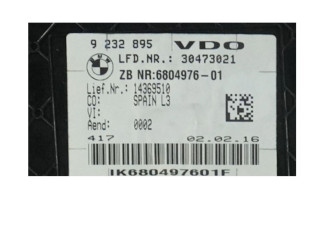 9 232 895 VDO
LFD.NR.: 30473021
ZB NR:6804976-01
Lief.Nr.: 14369510
CO: SPAIN L3
VI:
Aend: 0002
417 02.02.16
IK680497601F